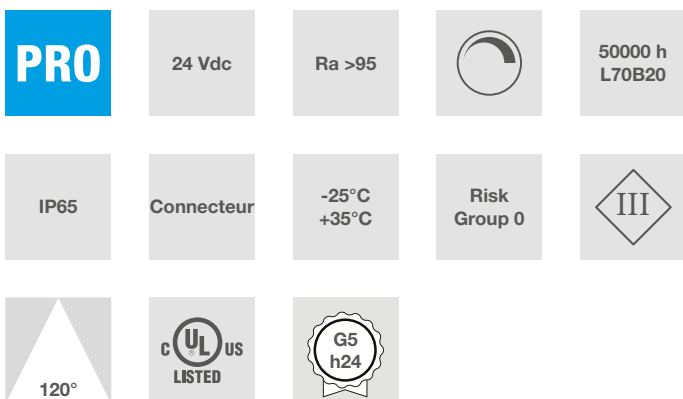 PRO
24 Vdc
Ra >95
50000 h
L70B20
IP65
Connecteur
-25°C
+35°C
Risk
Group 0
III
120°
C UL US
®
LISTED
G5
h24